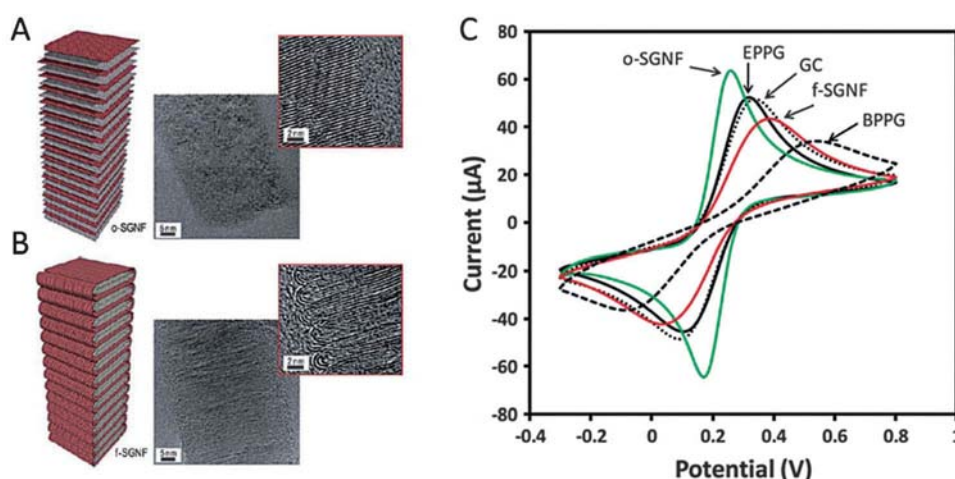 A
o-SGNF
5nm
2nm
B
f-SGNF
5nm
2nm
C
o-SGNF
EPPG
GC
f-SGNF
BPPG
Current (μA)
80
60
40
20
0
-20
-40
-60
-80
-0.4
-0.2
0
0.2
0.4
0.6
0.8
1
Potential (V)